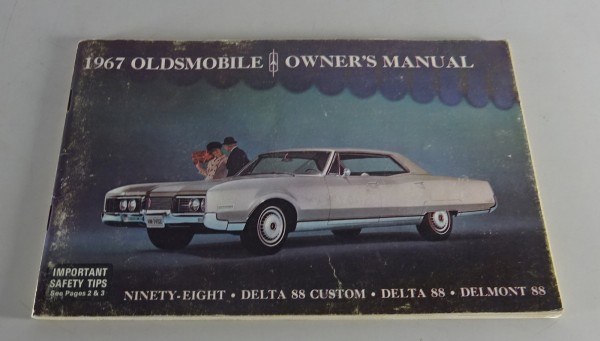 1967 OLDSMOBILE OWNER'S MANUAL
IMPORTANT
SAFETY TIPS
See Pages 2 & 3
NINETY-EIGHT • DELTA 88 CUSTOM • DELTA 88 • DELMONT 88